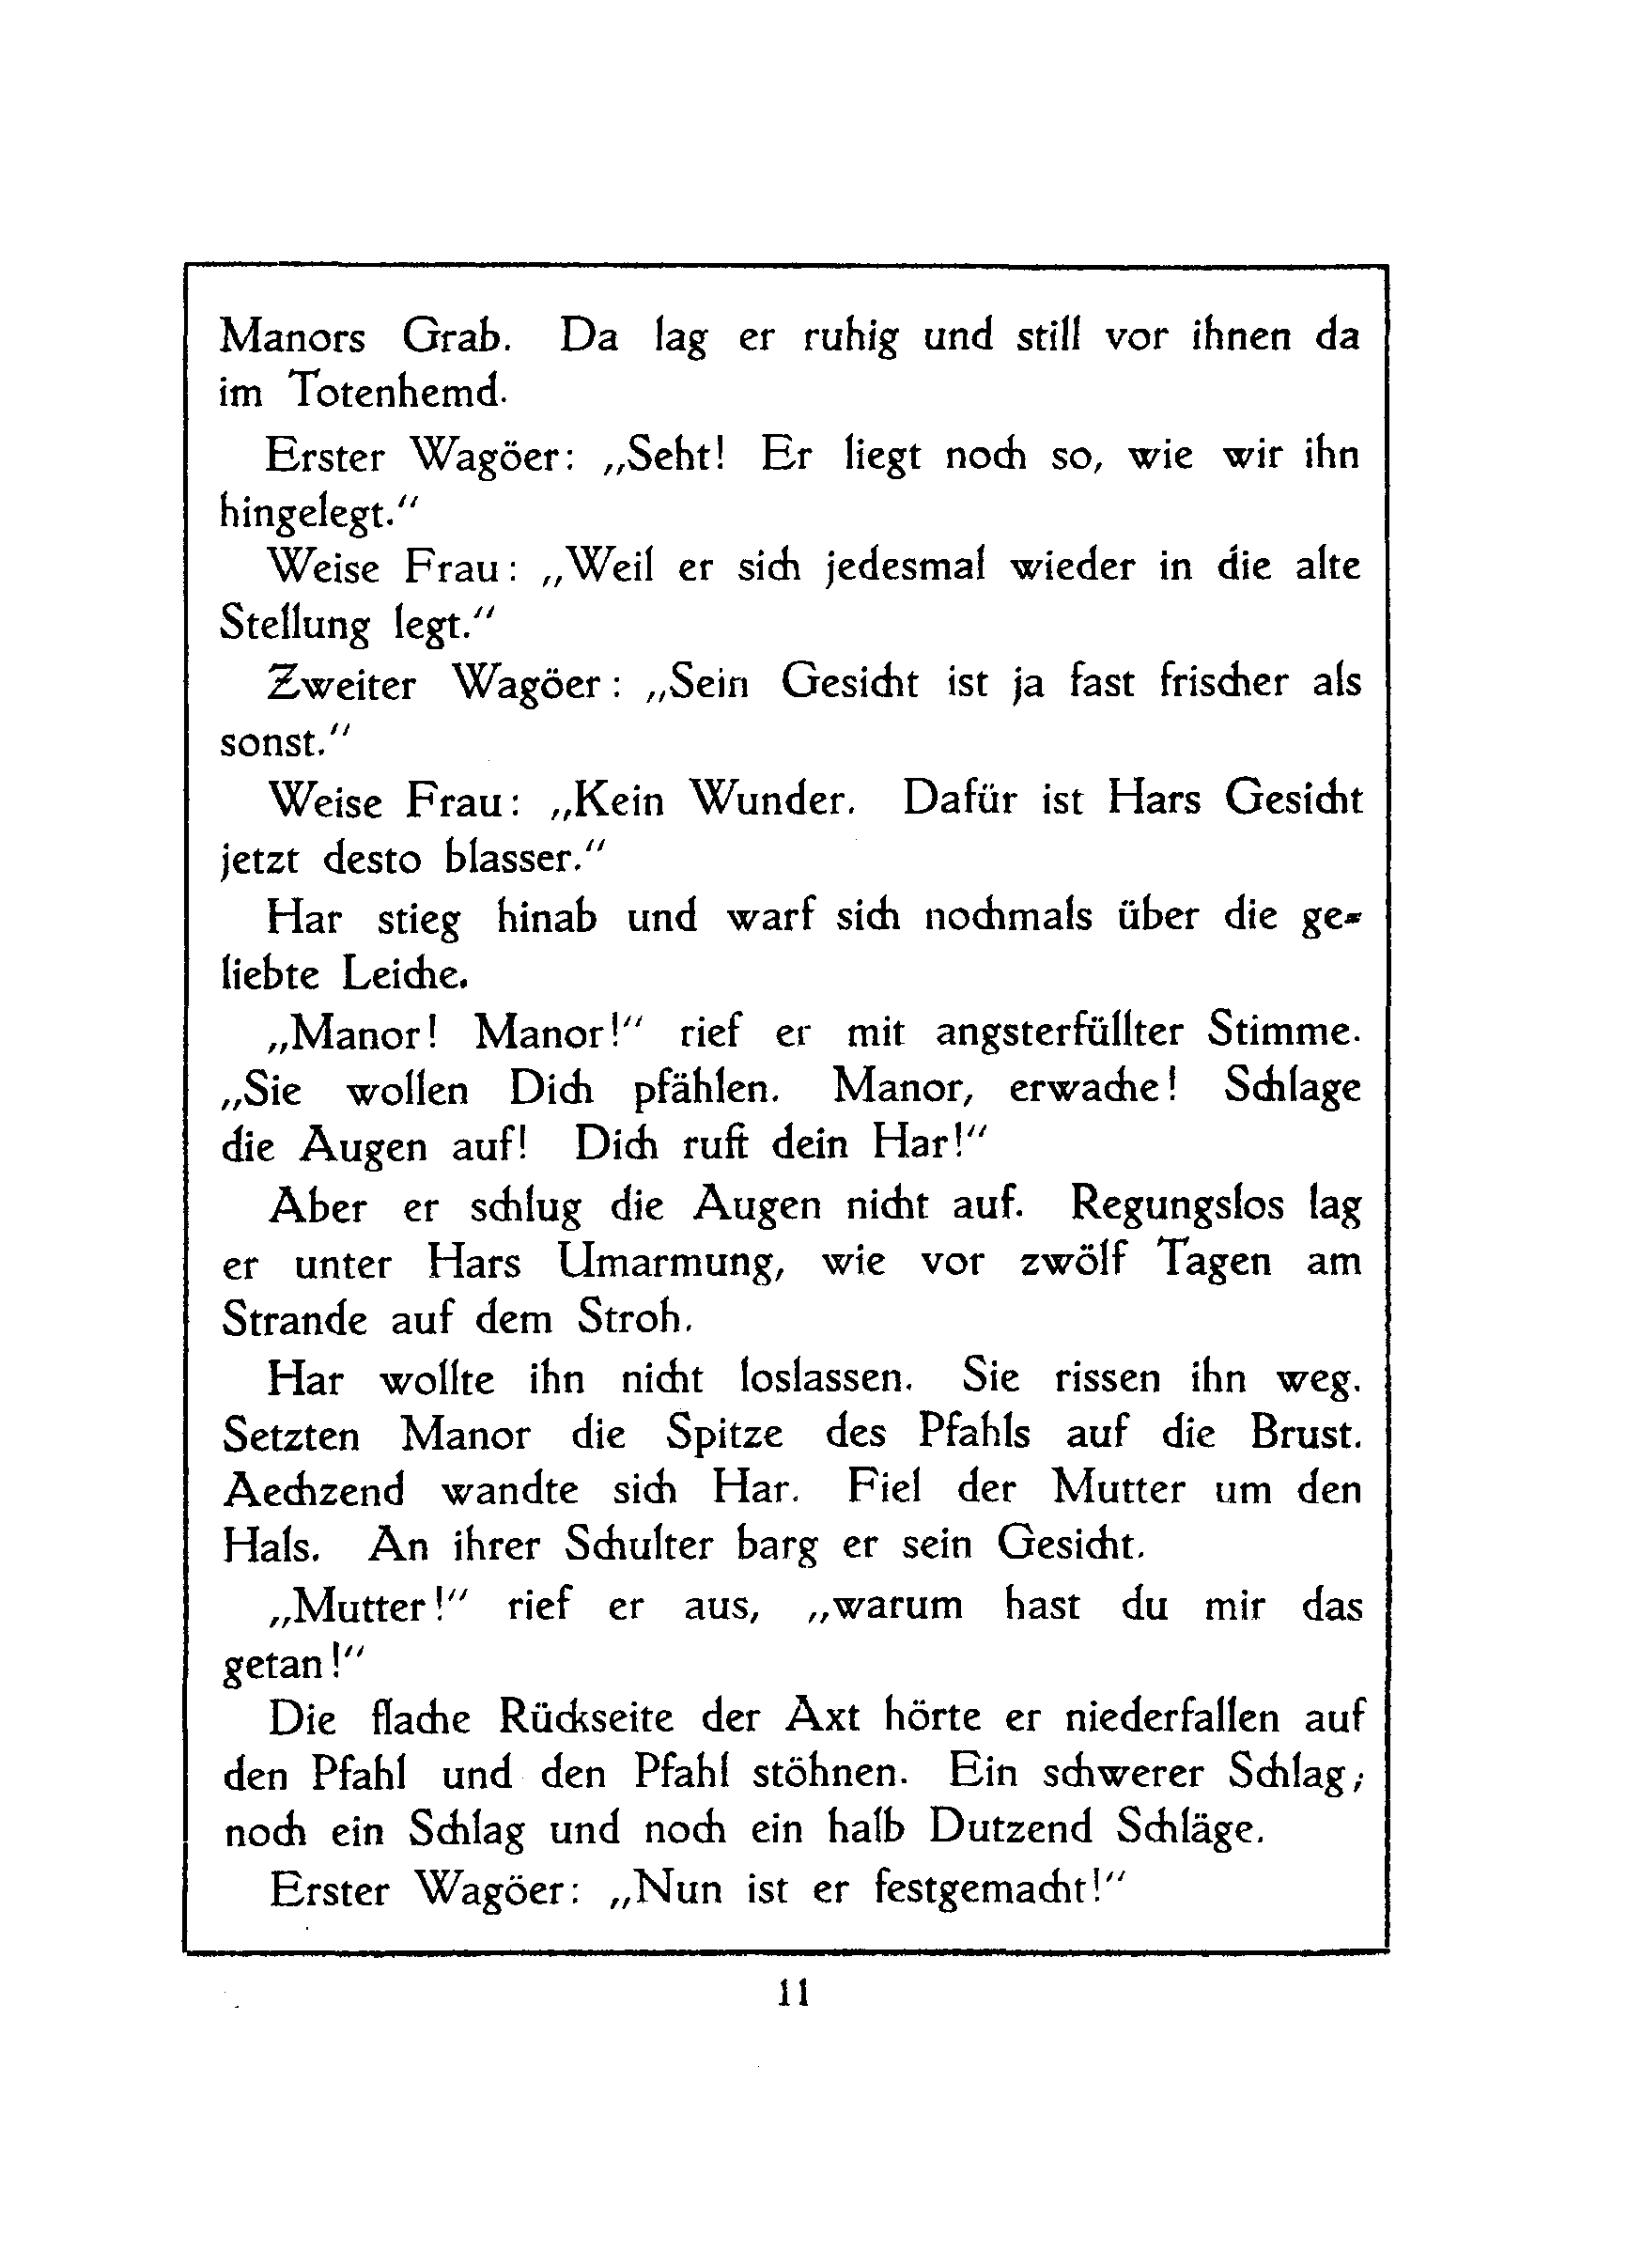 Manors Grab. Da lag er ruhig und still vor ihnen da
im Totenhemd.
Erster Wagöer: „Seht! Er liegt noch so, wie wir ihn
hingelegt."
Weise Frau: „Weil er sich jedesmal wieder in die alte
Stellung legt."
Zweiter Wagöer: „Sein Gesicht ist ja fast frischer als
sonst."
Weise Frau: „Kein Wunder. Dafür ist Hars Gesicht
jetzt desto blasser."
Har stieg hinab und warf sich nochmals über die ge-
liebte Leiche.
„Manor! Manor!" rief er mit angsterfüllter Stimme.
„Sie wollen Dich pfählen. Manor, erwache! Schlage
die Augen auf! Dich ruft dein Har!"
Aber er schlug die Augen nicht auf. Regungslos lag
er unter Hars Umarmung, wie vor zwölf Tagen am
Strande auf dem Stroh.
Har wollte ihn nicht loslassen. Sie rissen ihn weg.
Setzten Manor die Spitze des Pfahls auf die Brust.
Aechzend wandte sich Har. Fiel der Mutter um den
Hals. An ihrer Schulter barg er sein Gesicht.
„Mutter!" rief er aus, „warum hast du mir das
getan!"
Die flache Rückseite der Axt hörte er niederfallen auf
den Pfahl und den Pfahl stöhnen. Ein schwerer Schlag;
noch ein Schlag und noch ein halb Dutzend Schläge.
Erster Wagöer: „Nun ist er festgemacht!"
11